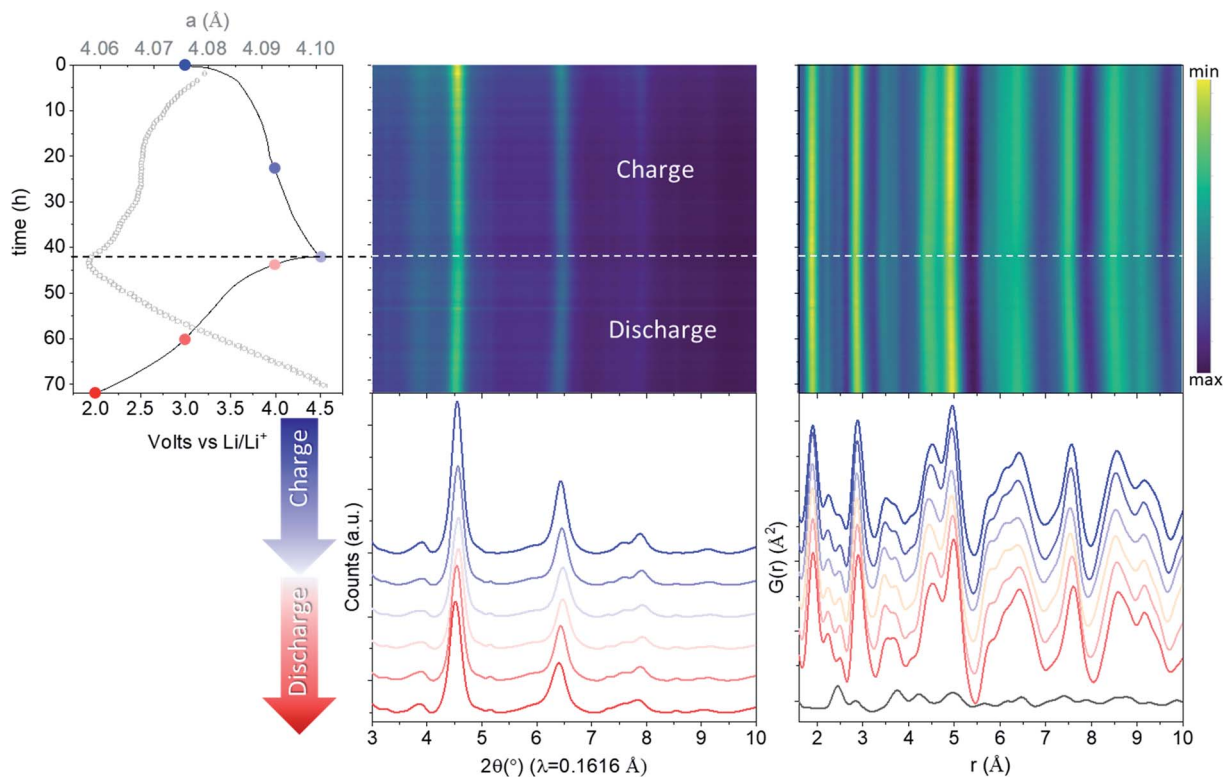 a (Å)
4.06 4.07 4.08 4.09 4.10
0
10
20
30
40
50
60
70
time (h)
2.0 2.5 3.0 3.5 4.0 4.5
Volts vs Li/Li⁺
Charge
Discharge
Charge
Discharge
min
max
Counts (a.u.)
3 4 5 6 7 8 9 10
2θ(°) (λ=0.1616 Å)
G(r) (Å²)
2 3 4 5 6 7 8 9 10
r (Å)